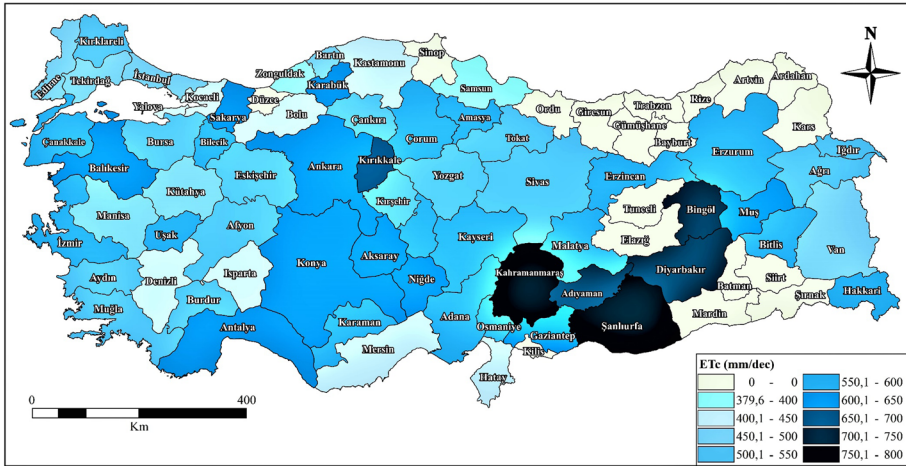 N
Kırklareli
Edirne
Tekirdağ
İstanbul
Yalova
Kocaeli
Sakarya
Düzce
Bolu
Zonguldak
Bartın
Karabük
Kastamonu
Sinop
Samsun
Ordu
Giresun
Trabzon
Gümüşhane
Bayburt
Rize
Artvin
Ardahan
Kars
Çanakkale
Balıkesir
Bursa
Bilecik
Eskişehir
Kütahya
Ankara
Çankırı
Kırıkkale
Çorum
Amasya
Tokat
Yozgat
Kırşehir
Sivas
Erzincan
Erzurum
Iğdır
Ağrı
Manisa
İzmir
Uşak
Afyon
Aydın
Denizli
Muğla
Burdur
Isparta
Antalya
Konya
Aksaray
Niğde
Kayseri
Karaman
Mersin
Adana
Osmaniye
Hatay
Kahramanmaraş
Malatya
Adıyaman
Gaziantep
Kilis
Şanlıurfa
Tunceli
Elazığ
Bingöl
Diyarbakır
Muş
Bitlis
Van
Batman
Siirt
Mardin
Şırnak
Hakkari
0 400
Km
ETc (mm/dec)
0 - 0
379,6 - 400
400,1 - 450
450,1 - 500
500,1 - 550
550,1 - 600
600,1 - 650
650,1 - 700
700,1 - 750
750,1 - 800